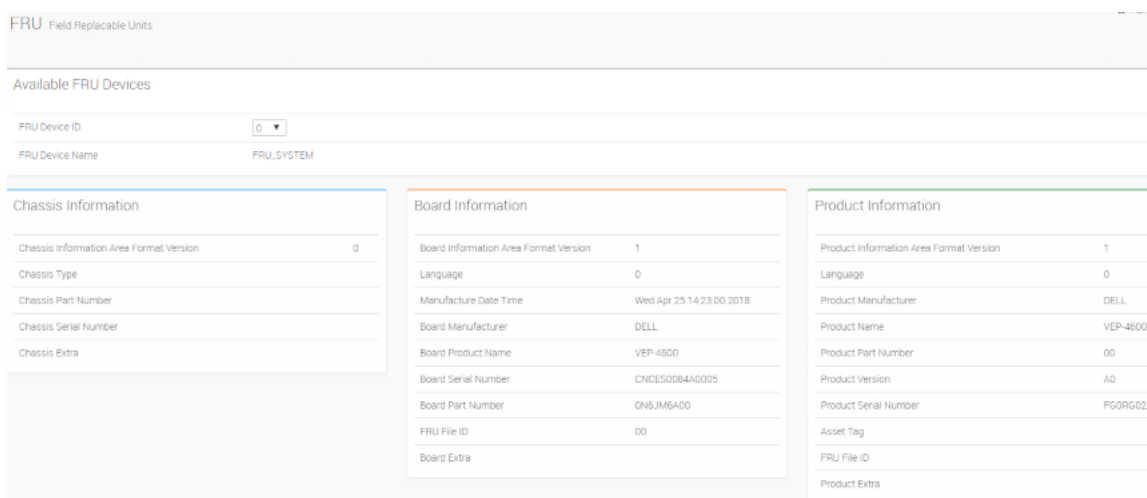 FRU Field Replacable Units
Available FRU Devices
FRU Device ID 0
FRU Device Name FRU_SYSTEM
Chassis Information
Chassis Information Area Format Version 0
Chassis Type
Chassis Part Number
Chassis Serial Number
Chassis Extra
Board Information
Board Information Area Format Version 1
Language 0
Manufacture Date Time Wed Apr 25 14:23:00 2018
Board Manufacturer DELL
Board Product Name VEP-4600
Board Serial Number CNCES0084A0005
Board Part Number 0N6JM6A00
FRU File ID 00
Board Extra
Product Information
Product Information Area Format Version 1
Language 0
Product Manufacturer DELL
Product Name VEP-4600
Product Part Number 00
Product Version A0
Product Serial Number FG0RG02
Asset Tag
FRU File ID
Product Extra